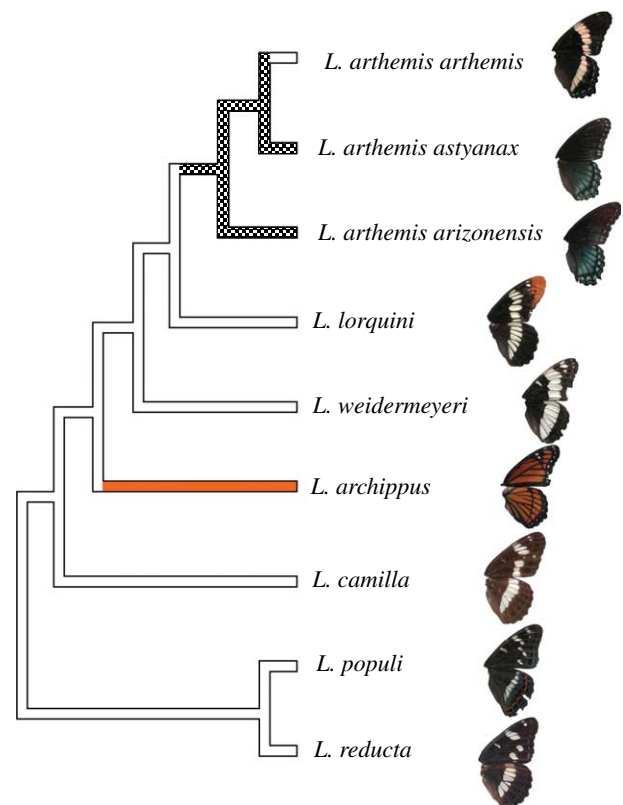 L. arthemis arthemis
L. arthemis astyanax
L. arthemis arizonensis
L. lorquini
L. weidermeyeri
L. archippus
L. camilla
L. populi
L. reducta